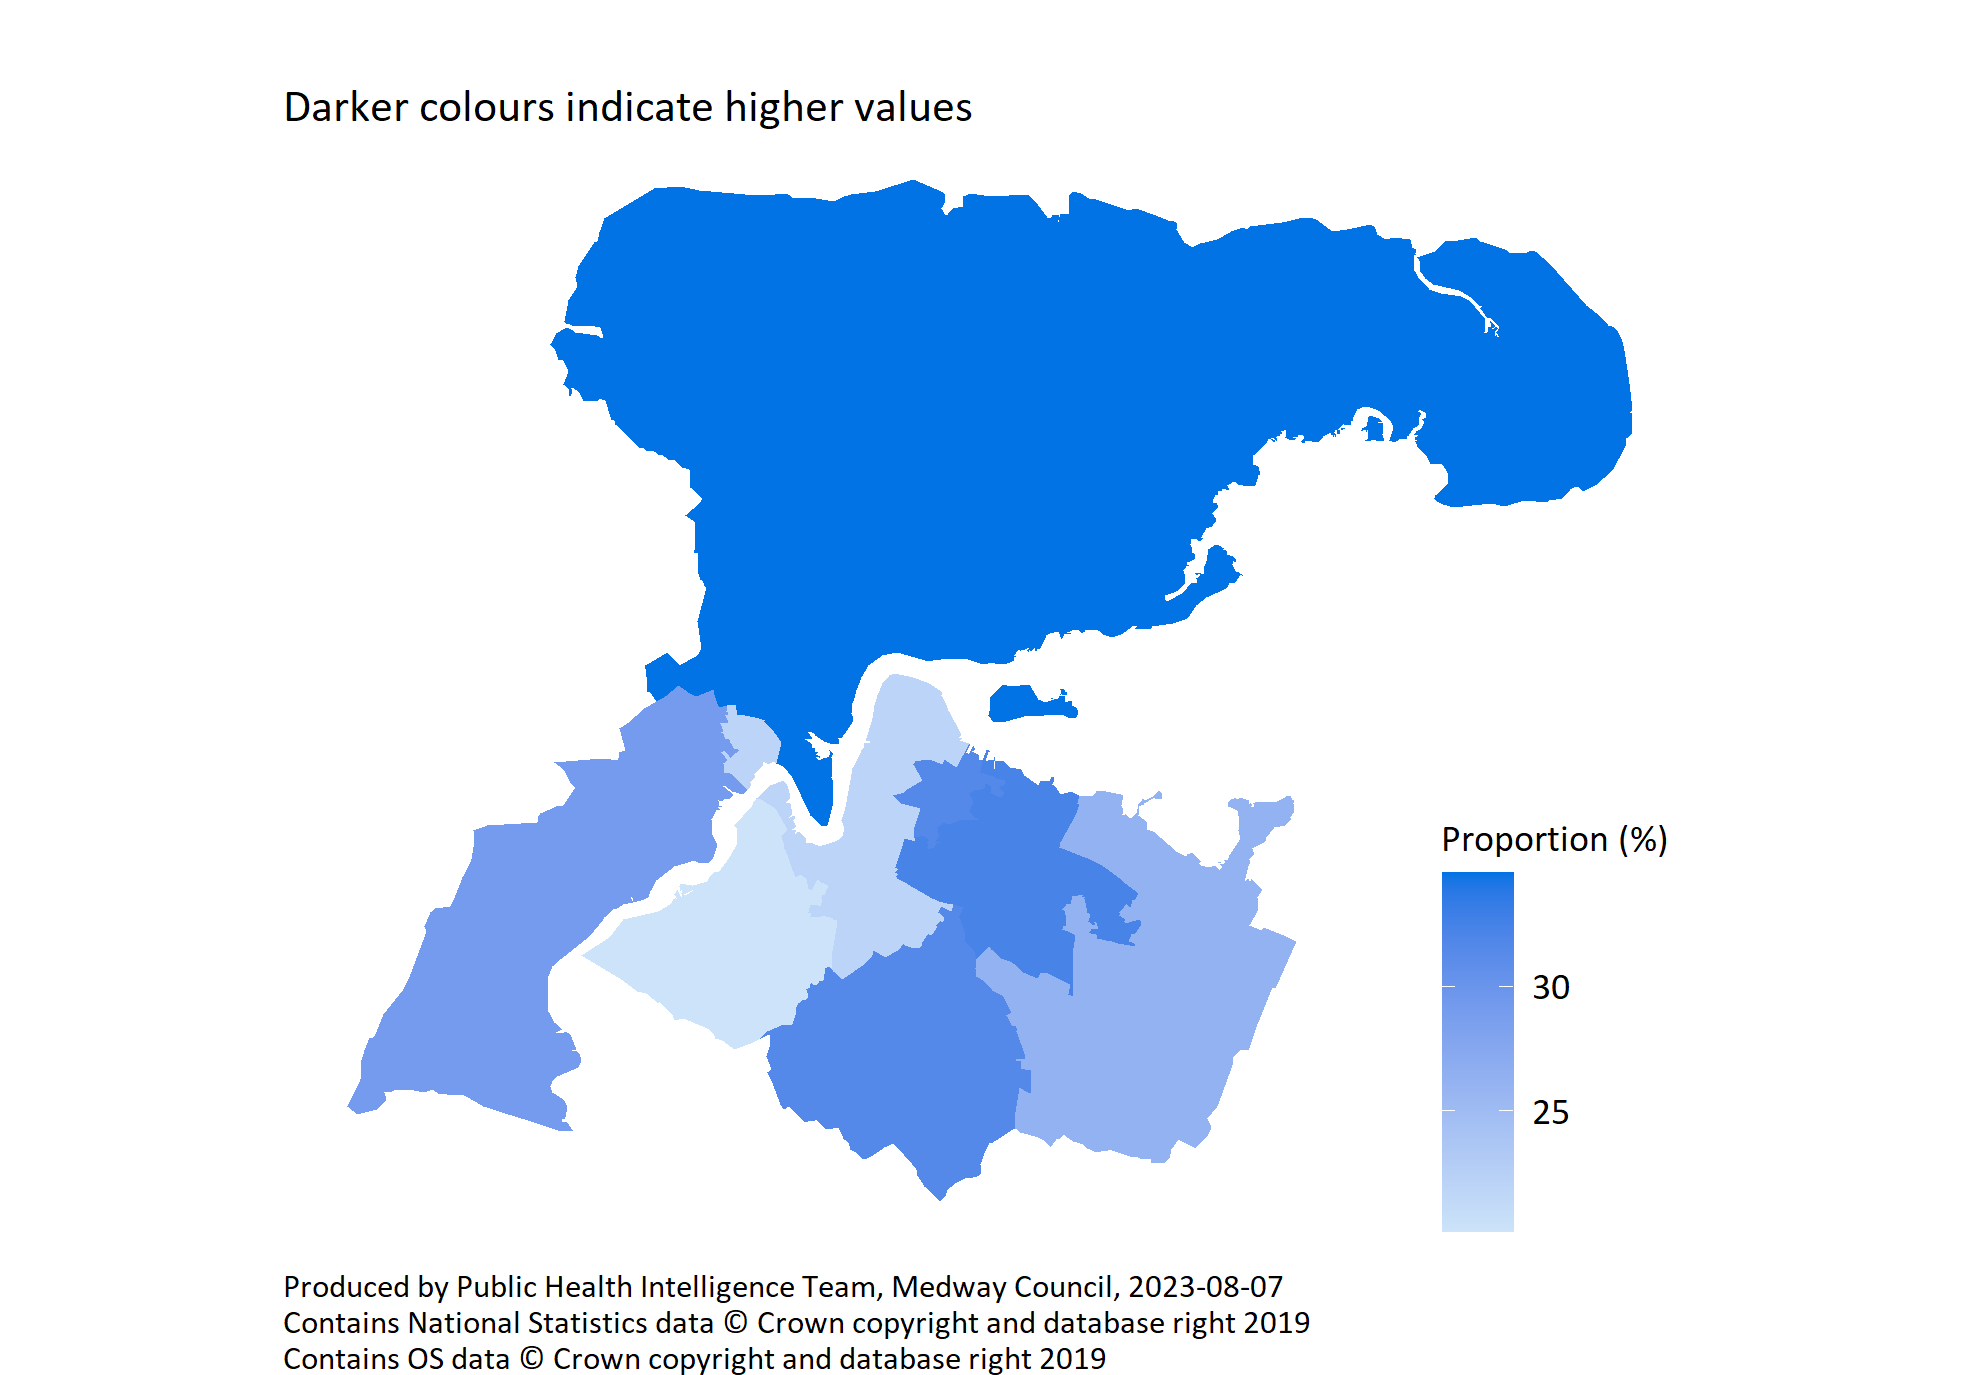 Darker colours indicate higher values
Proportion (%)
30
25
Produced by Public Health Intelligence Team, Medway Council, 2023-08-07
Contains National Statistics data © Crown copyright and database right 2019
Contains OS data © Crown copyright and database right 2019